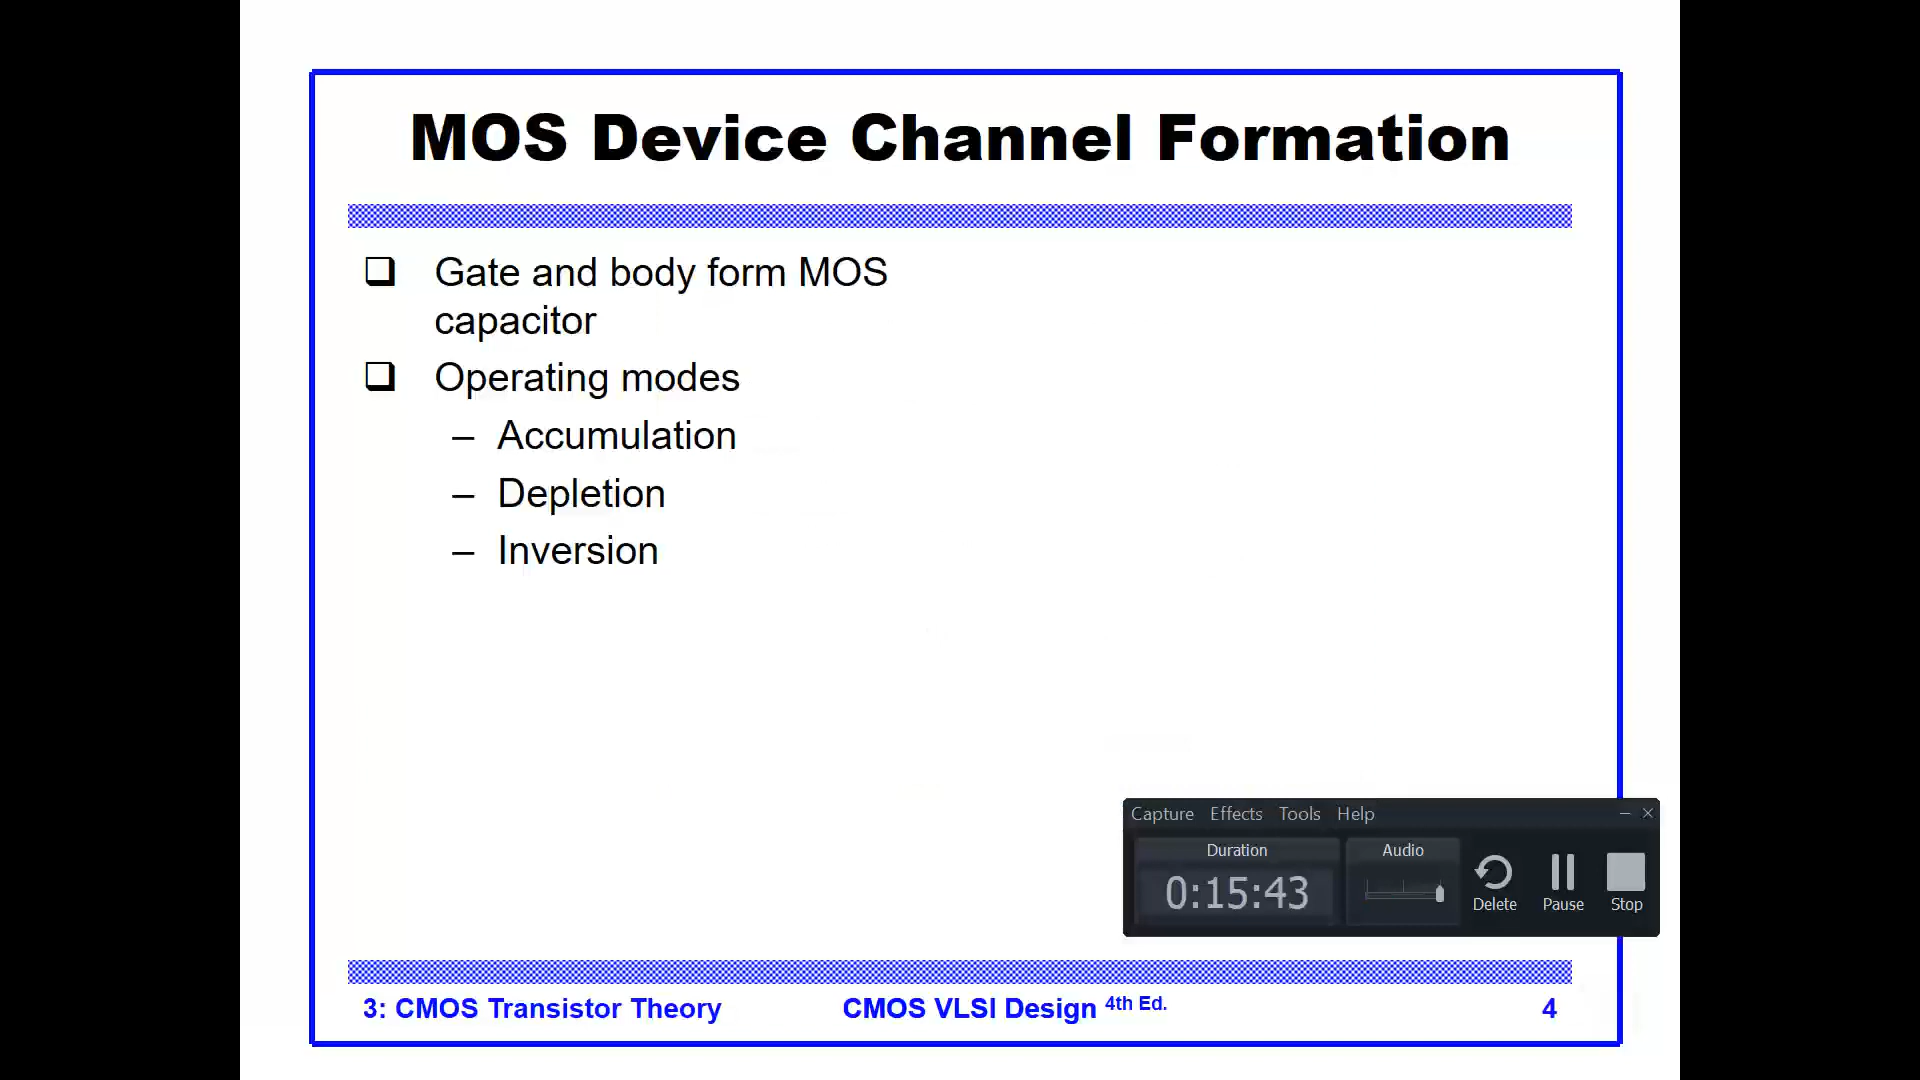 MOS Device Channel Formation
❑ Gate and body form MOS
capacitor
❑ Operating modes
– Accumulation
– Depletion
– Inversion
Capture Effects Tools Help
Duration
Audio
0:15:43
Delete Pause Stop
3: CMOS Transistor Theory CMOS VLSI Design 4th Ed. 4